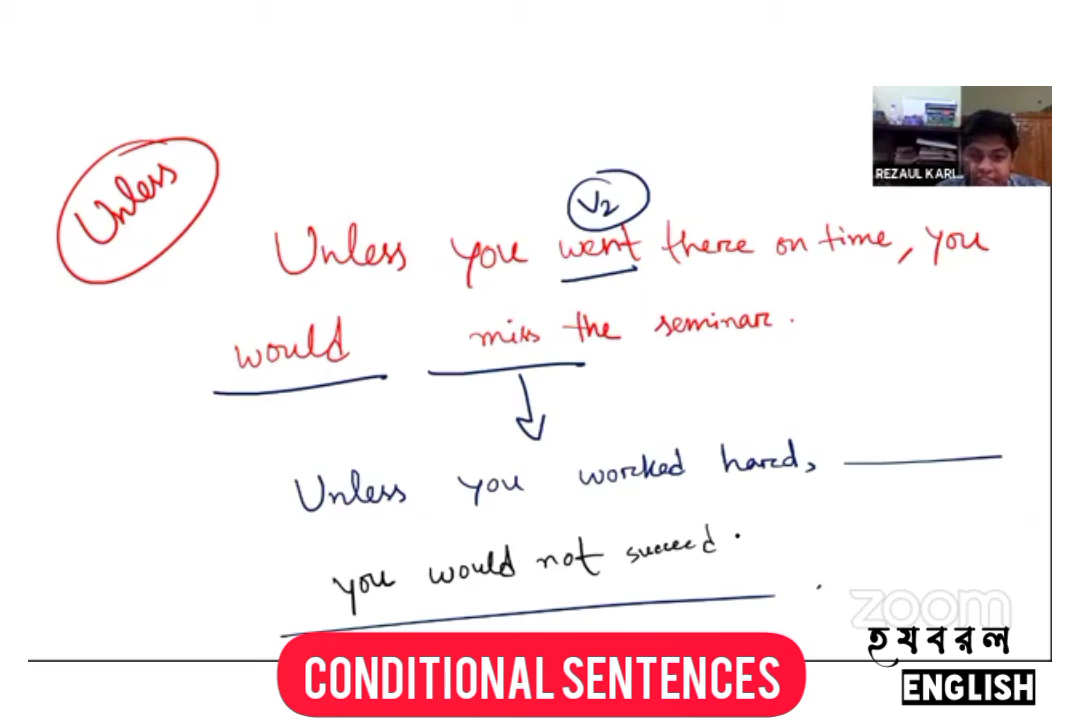 REZAUL KARI...
Unless
V2
Unless you went there on time, you
would miss the seminar.
Unless you worked hard,
you would not succeed.
zoom
হযবরল
CONDITIONAL SENTENCES
ENGLISH